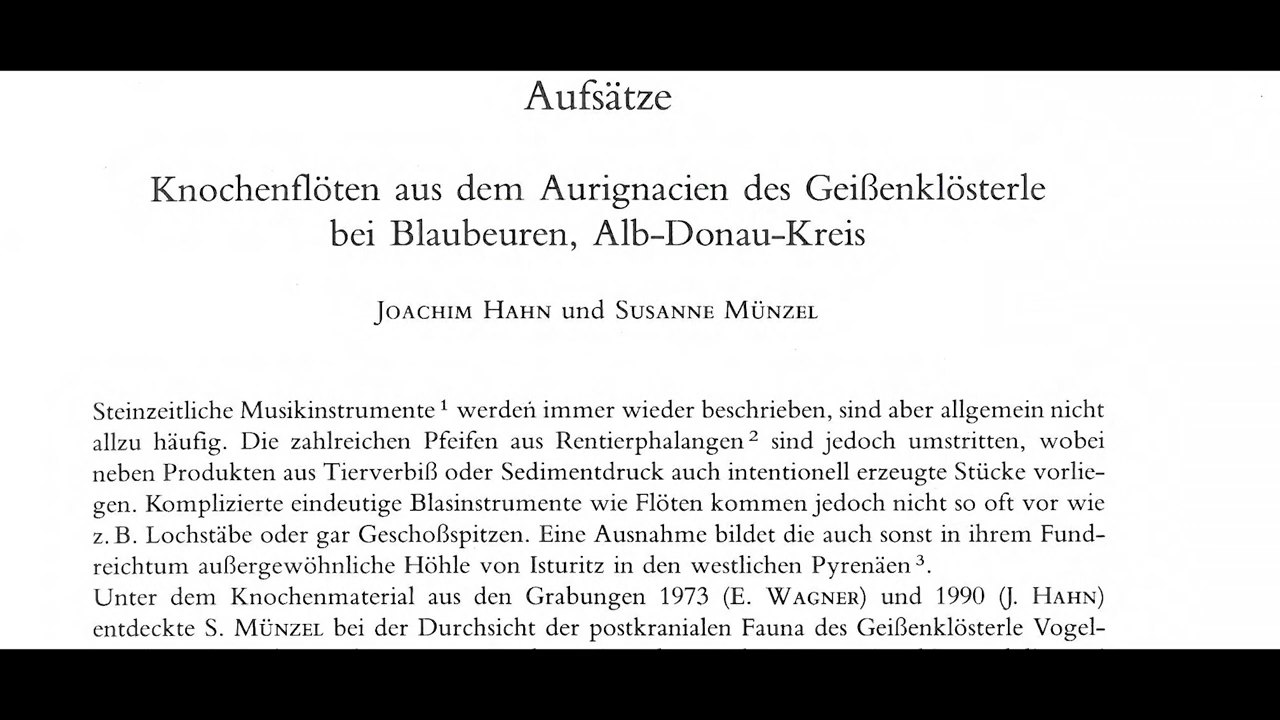 Aufsätze
Knochenflöten aus dem Aurignacien des Geißenklösterle
bei Blaubeuren, Alb-Donau-Kreis
JOACHIM HAHN und SUSANNE MÜNZEL
Steinzeitliche Musikinstrumente ¹ werden immer wieder beschrieben, sind aber allgemein nicht
allzu häufig. Die zahlreichen Pfeifen aus Rentierphalangen ² sind jedoch umstritten, wobei
neben Produkten aus Tierverbiß oder Sedimentdruck auch intentionell erzeugte Stücke vorlie-
gen. Komplizierte eindeutige Blasinstrumente wie Flöten kommen jedoch nicht so oft vor wie
z. B. Lochstäbe oder gar Geschoßspitzen. Eine Ausnahme bildet die auch sonst in ihrem Fund-
reichtum außergewöhnliche Höhle von Isturitz in den westlichen Pyrenäen ³.
Unter dem Knochenmaterial aus den Grabungen 1973 (E. WAGNER) und 1990 (J. HAHN)
entdeckte S. MÜNZEL bei der Durchsicht der postkranialen Fauna des Geißenklösterle Vogel-